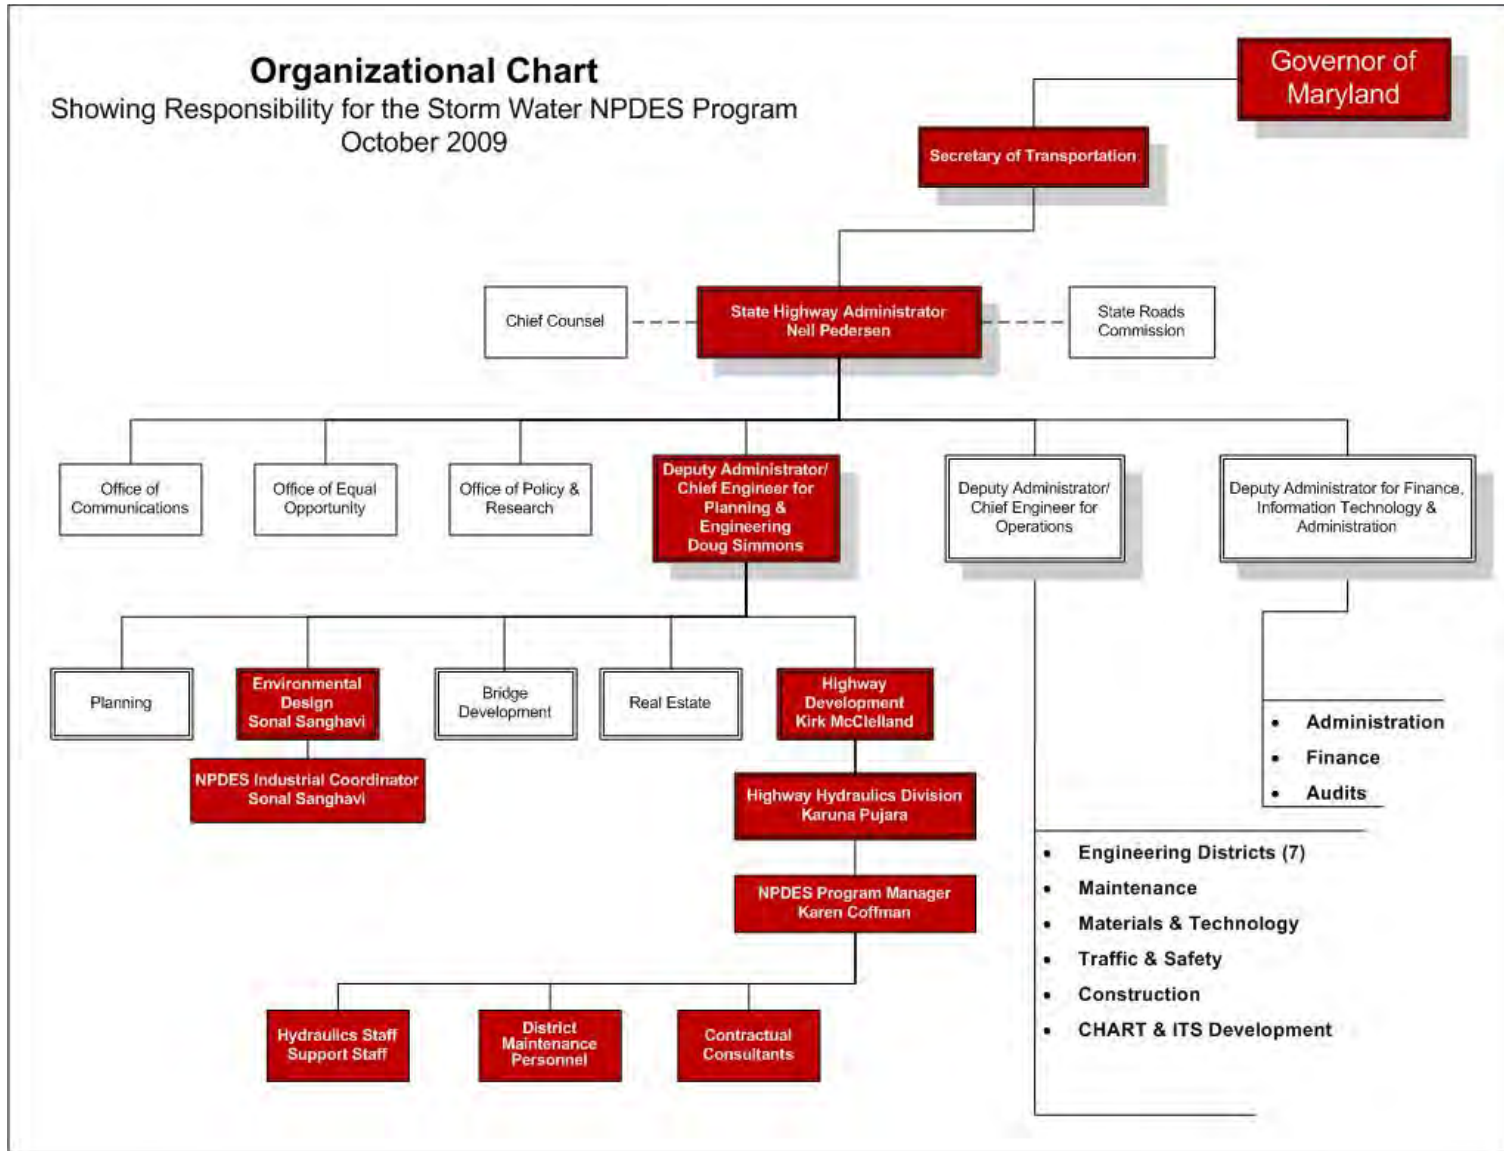 Organizational Chart
Showing Responsibility for the Storm Water NPDES Program
October 2009
Governor of
Maryland
Secretary of Transportation
Chief Counsel
State Highway Administrator
Neil Pedersen
State Roads
Commission
Office of
Communications
Office of Equal
Opportunity
Office of Policy &
Research
Deputy Administrator/
Chief Engineer for
Planning &
Engineering
Doug Simmons
Deputy Administrator/
Chief Engineer for
Operations
Deputy Administrator for Finance,
Information Technology &
Administration
Planning
Environmental
Design
Sonal Sanghavi
Bridge
Development
Real Estate
Highway
Development
Kirk McClelland
NPDES Industrial Coordinator
Sonal Sanghavi
Highway Hydraulics Division
Karuna Pujara
NPDES Program Manager
Karen Coffman
Hydraulics Staff
Support Staff
District
Maintenance
Personnel
Contractual
Consultants
• Administration
• Finance
• Audits
• Engineering Districts (7)
• Maintenance
• Materials & Technology
• Traffic & Safety
• Construction
• CHART & ITS Development